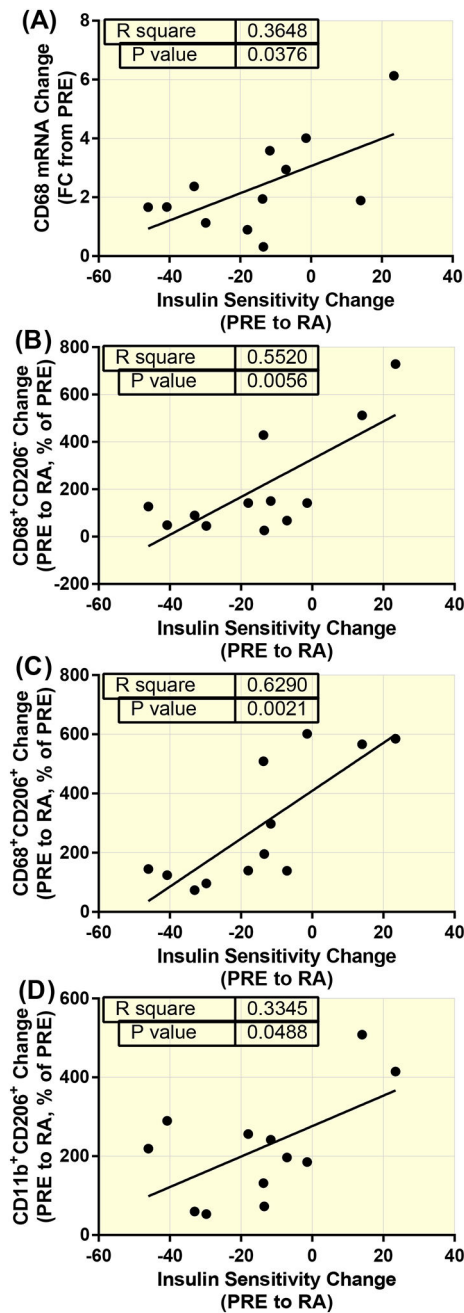 (A)
R square 0.3648
P value 0.0376
CD68 mRNA Change
(FC from PRE)
8
6
4
2
0
-60 -40 -20 0 20 40
Insulin Sensitivity Change
(PRE to RA)
(B)
R square 0.5520
P value 0.0056
CD68⁺CD206⁻ Change
(PRE to RA, % of PRE)
800
600
400
200
0
-200
-60 -40 -20 0 20 40
Insulin Sensitivity Change
(PRE to RA)
(C)
R square 0.6290
P value 0.0021
CD68⁺CD206⁺ Change
(PRE to RA, % of PRE)
800
600
400
200
0
-60 -40 -20 0 20 40
Insulin Sensitivity Change
(PRE to RA)
(D)
R square 0.3345
P value 0.0488
CD11b⁺CD206⁺ Change
(PRE to RA, % of PRE)
600
400
200
0
-60 -40 -20 0 20 40
Insulin Sensitivity Change
(PRE to RA)